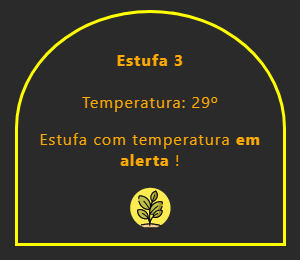 Estufa 3
Temperatura: 29º
Estufa com temperatura em
alerta !